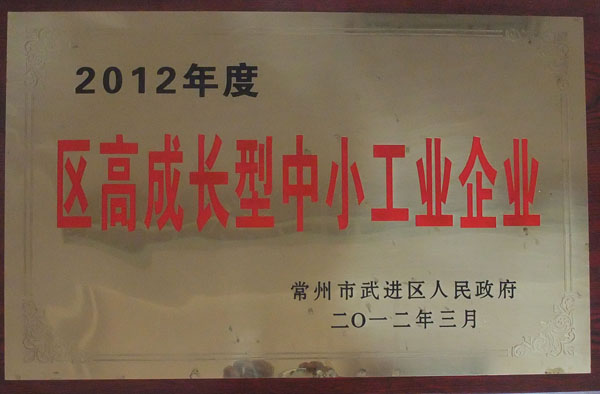 2012年度
区高成长型中小工业企业
常州市武进区人民政府
二〇一二年三月